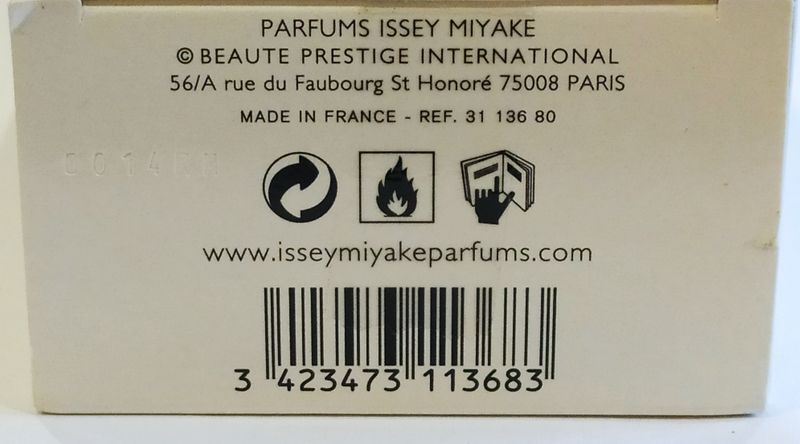 PARFUMS ISSEY MIYAKE
© BEAUTE PRESTIGE INTERNATIONAL
56/A rue du Faubourg St Honoré 75008 PARIS
MADE IN FRANCE - REF. 31 136 80
www.isseymiyakeparfums.com
3 423473 113683